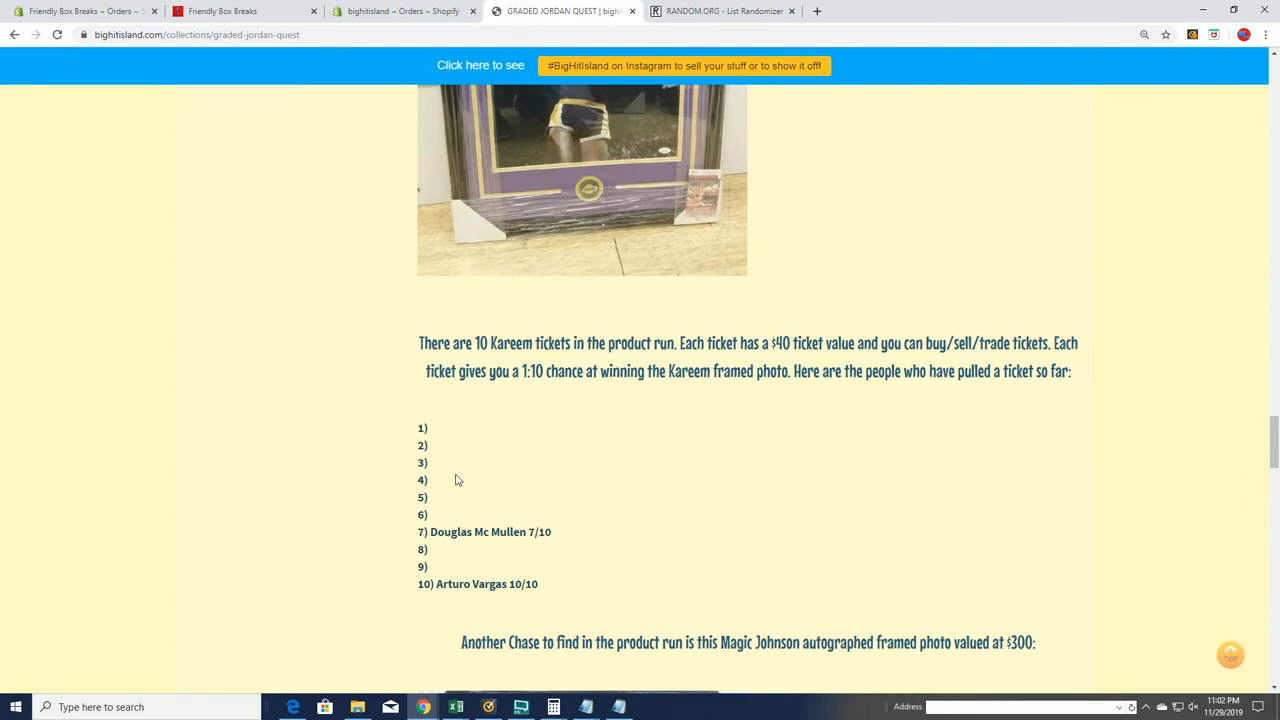 Friendly Box Breaks ~ Orders ~ S
Friendly Box Breaks
bighitisland ~ Orders ~ Shopify
GRADED JORDAN QUEST | bigh
RANDOM.ORG - List Randomizer
bighitisland.com/collections/graded-jordan-quest
Click here to see
#BigHitIsland on Instagram to sell your stuff or to show it off!
There are 10 Kareem tickets in the product run. Each ticket has a $40 ticket value and you can buy/sell/trade tickets. Each
ticket gives you a 1:10 chance at winning the Kareem framed photo. Here are the people who have pulled a ticket so far:
1)
2)
3)
4)
5)
6)
7) Douglas Mc Mullen 7/10
8)
9)
10) Arturo Vargas 10/10
Another Chase to find in the product run is this Magic Johnson autographed framed photo valued at $300:
TOP
Type here to search
Address
11:02 PM
11/29/2019